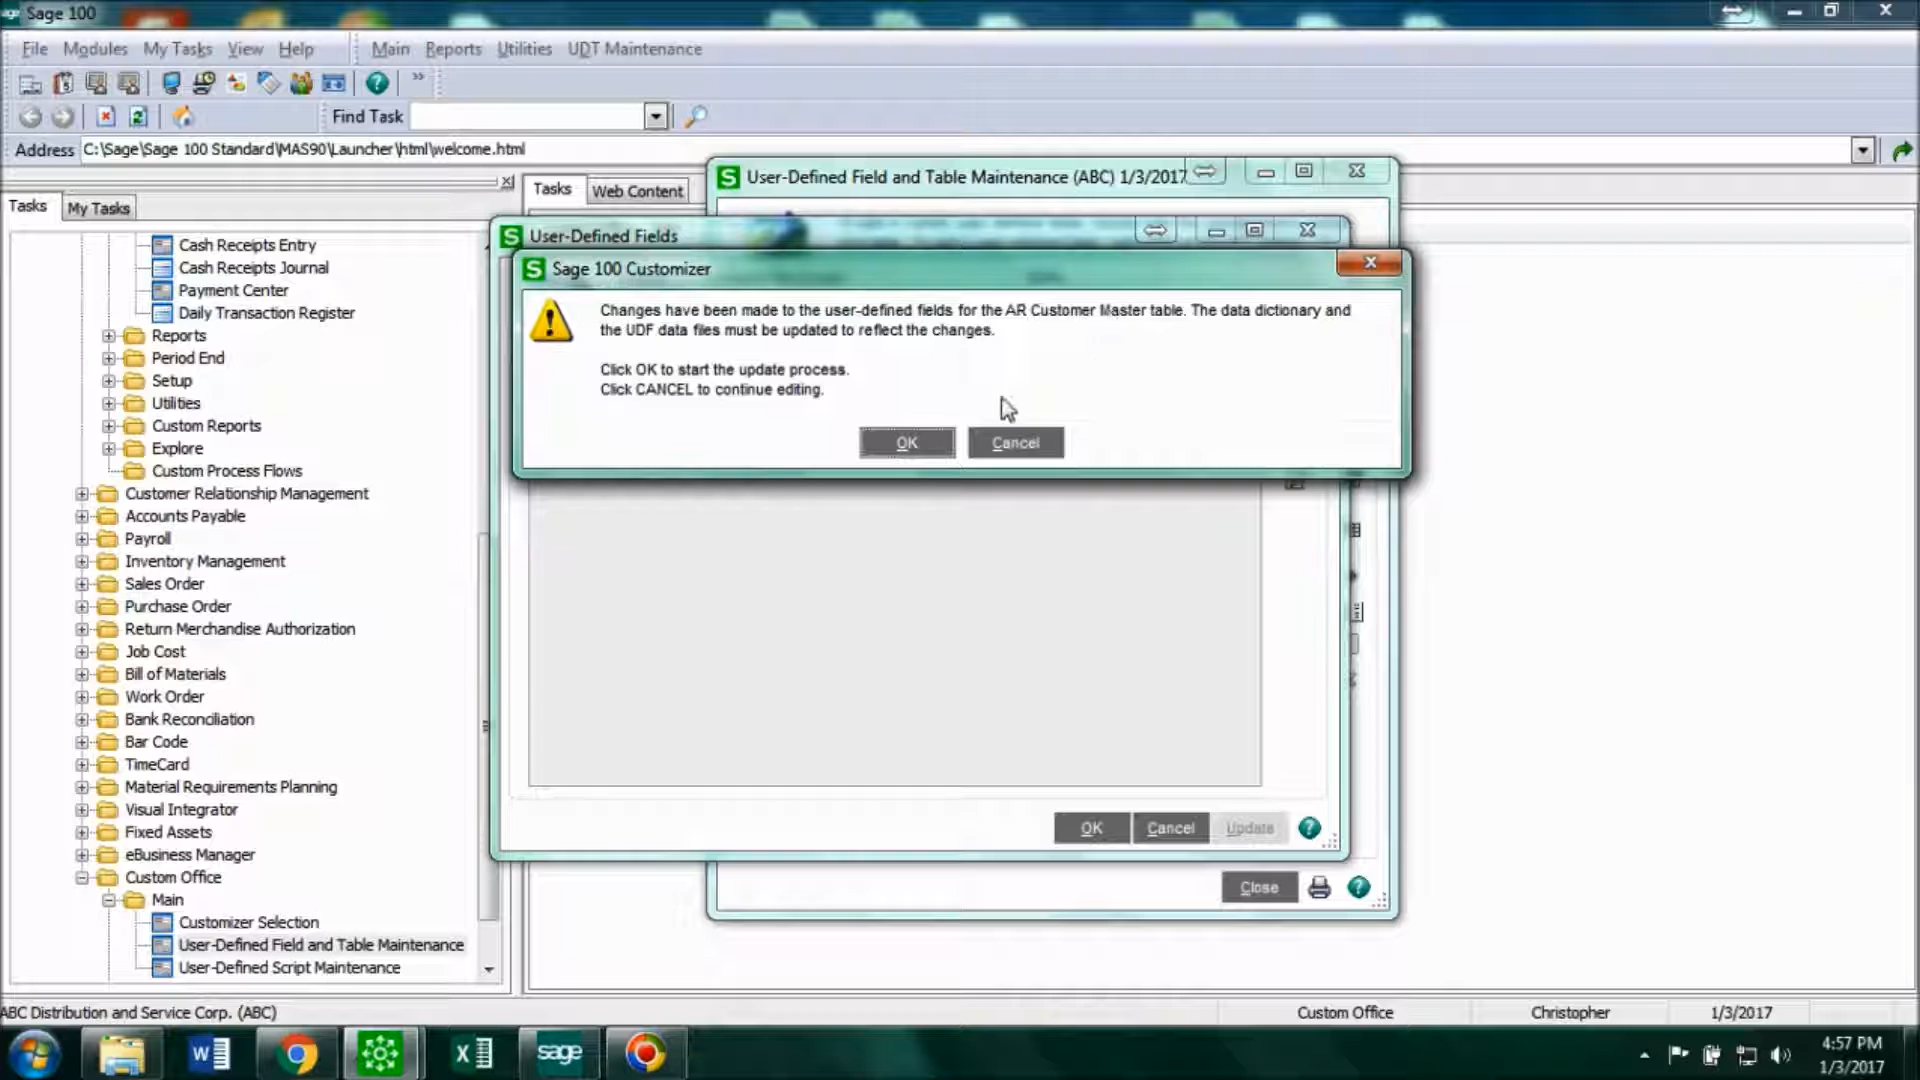 Sage 100
File Modules My Tasks View Help Main Reports Utilities UDT Maintenance
Find Task
Address C:\Sage\Sage 100 Standard\MAS90\Launcher\html\welcome.html
Tasks My Tasks
Cash Receipts Entry
Cash Receipts Journal
Payment Center
Daily Transaction Register
Reports
Period End
Setup
Utilities
Custom Reports
Explore
Custom Process Flows
Customer Relationship Management
Accounts Payable
Payroll
Inventory Management
Sales Order
Purchase Order
Return Merchandise Authorization
Job Cost
Bill of Materials
Work Order
Bank Reconciliation
Bar Code
TimeCard
Material Requirements Planning
Visual Integrator
Fixed Assets
eBusiness Manager
Custom Office
Main
Customizer Selection
User-Defined Field and Table Maintenance
User-Defined Script Maintenance
Tasks Web Content
User-Defined Field and Table Maintenance (ABC) 1/3/2017
User-Defined Fields
Sage 100 Customizer
Changes have been made to the user-defined fields for the AR Customer Master table. The data dictionary and
the UDF data files must be updated to reflect the changes.
Click OK to start the update process.
Click CANCEL to continue editing.
OK Cancel
OK Cancel Update
Close
ABC Distribution and Service Corp. (ABC) Custom Office Christopher 1/3/2017
sage
4:57 PM
1/3/2017